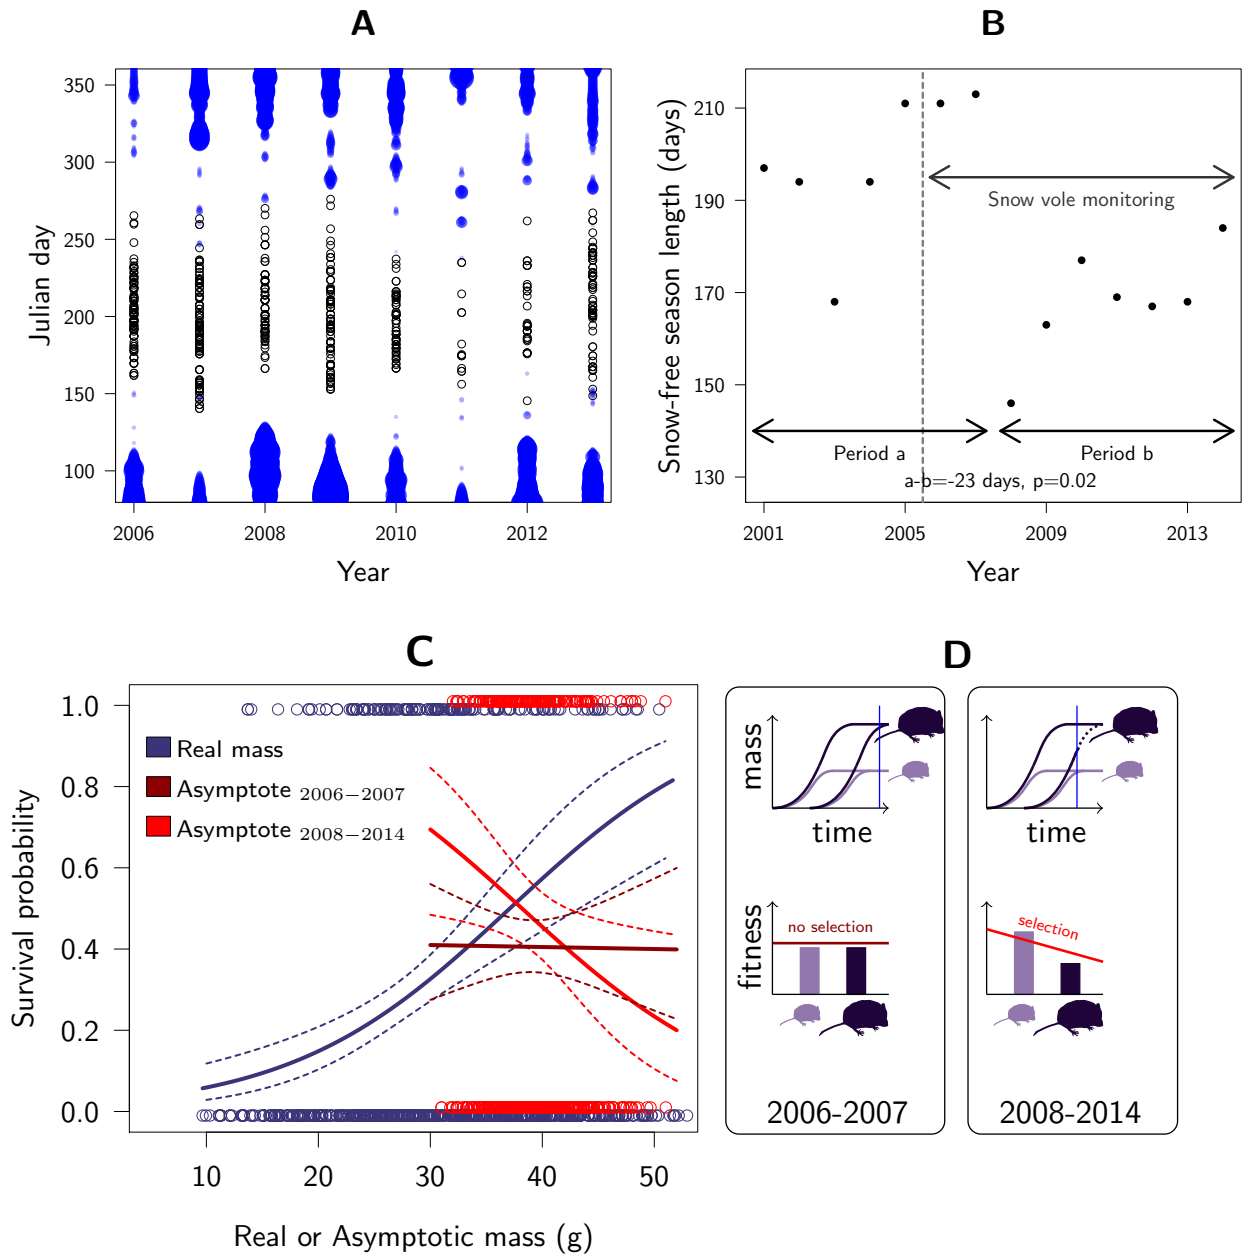 A
350
300
250
200
150
100
Julian day
2006
2008
2010
2012
Year
B
210
190
170
150
130
Snow-free season length (days)
Snow vole monitoring
Period a
Period b
a-b=-23 days, p=0.02
2001
2005
2009
2013
Year
C
1.0
0.8
0.6
0.4
0.2
0.0
Survival probability
Real mass
Asymptote 2006−2007
Asymptote 2008−2014
10
20
30
40
50
Real or Asymptotic mass (g)
D
mass
time
time
fitness
no selection
selection
2006-2007
2008-2014